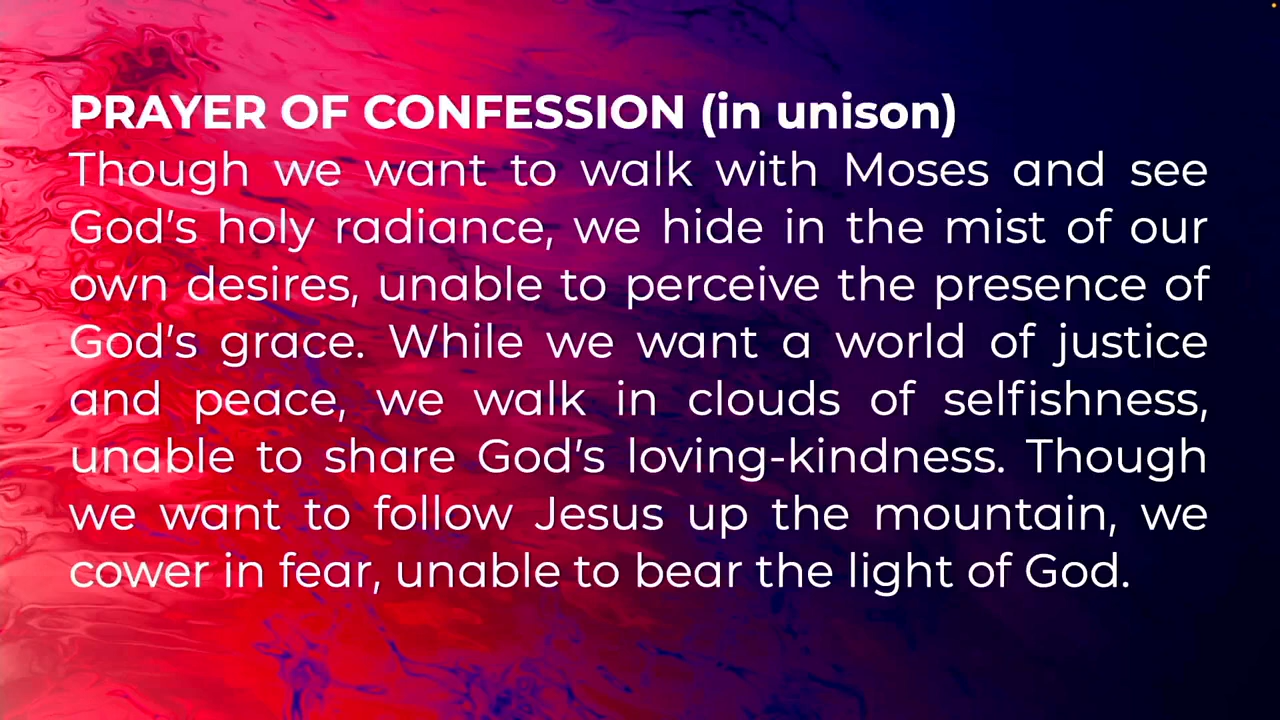 PRAYER OF CONFESSION (in unison)
Though we want to walk with Moses and see
God's holy radiance, we hide in the mist of our
own desires, unable to perceive the presence of
God's grace. While we want a world of justice
and peace, we walk in clouds of selfishness,
unable to share God's loving-kindness. Though
we want to follow Jesus up the mountain, we
cower in fear, unable to bear the light of God.